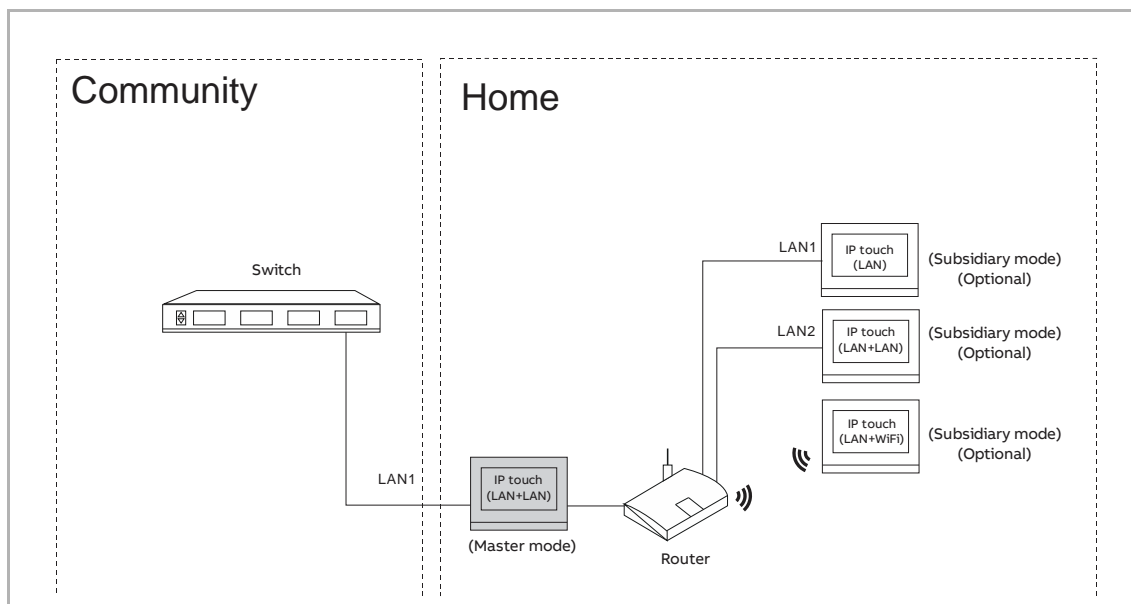 Community
Home
Switch
LAN1
IP touch
(LAN)
(Subsidiary mode)
(Optional)
LAN2
IP touch
(LAN+LAN)
(Subsidiary mode)
(Optional)
IP touch
(LAN+WiFi)
(Subsidiary mode)
(Optional)
LAN1
IP touch
(LAN+LAN)
(Master mode)
Router